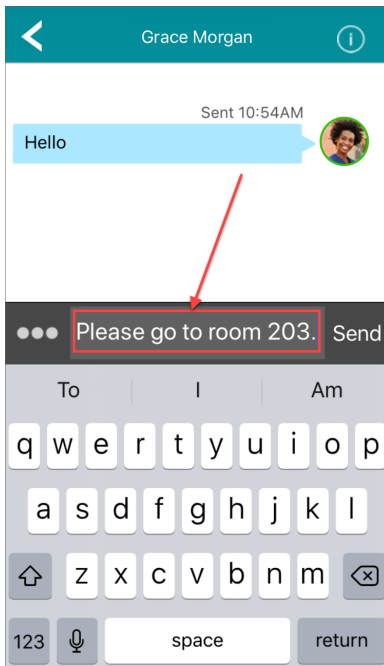 Grace Morgan
Sent 10:54AM
Hello
Please go to room 203. Send
To I Am
q w e r t y u i o p
a s d f g h j k l
z x c v b n m
123 space return